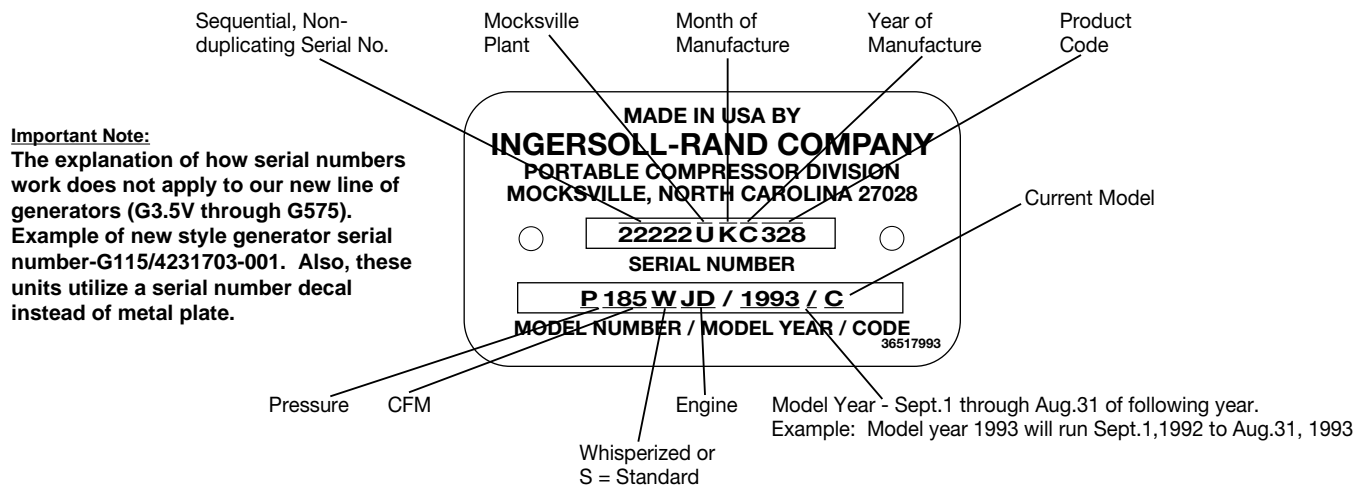 Sequential, Non-
duplicating Serial No.
Mocksville
Plant
Month of
Manufacture
Year of
Manufacture
Product
Code
Important Note:
The explanation of how serial numbers
work does not apply to our new line of
generators (G3.5V through G575).
Example of new style generator serial
number-G115/4231703-001. Also, these
units utilize a serial number decal
instead of metal plate.
MADE IN USA BY
INGERSOLL-RAND COMPANY
PORTABLE COMPRESSOR DIVISION
MOCKSVILLE, NORTH CAROLINA 27028
22222 U K C 328
SERIAL NUMBER
P 185 W JD / 1993 / C
MODEL NUMBER / MODEL YEAR / CODE
36517993
Current Model
Pressure
CFM
Whisperized or
S = Standard
Engine
Model Year - Sept.1 through Aug.31 of following year.
Example: Model year 1993 will run Sept.1,1992 to Aug.31, 1993